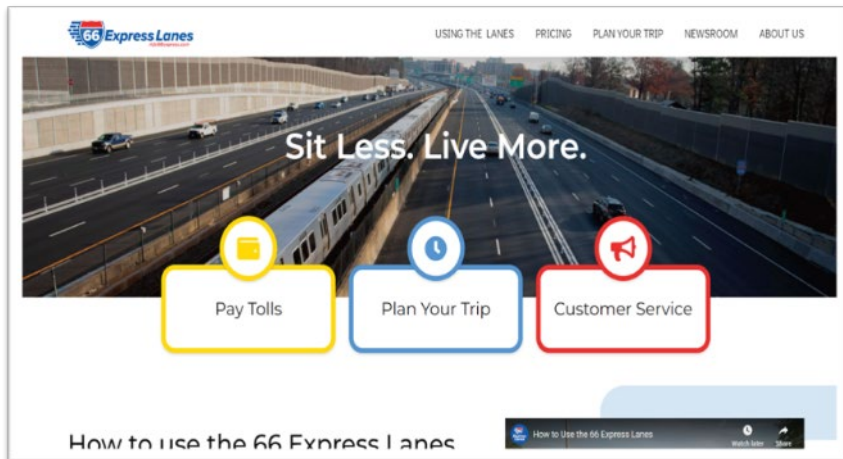 66 Express Lanes
USING THE LANES PRICING PLAN YOUR TRIP NEWSROOM ABOUT US
Sit Less. Live More.
Pay Tolls
Plan Your Trip
Customer Service
How to use the 66 Express Lanes
How to Use the 66 Express Lanes
Watch later Share